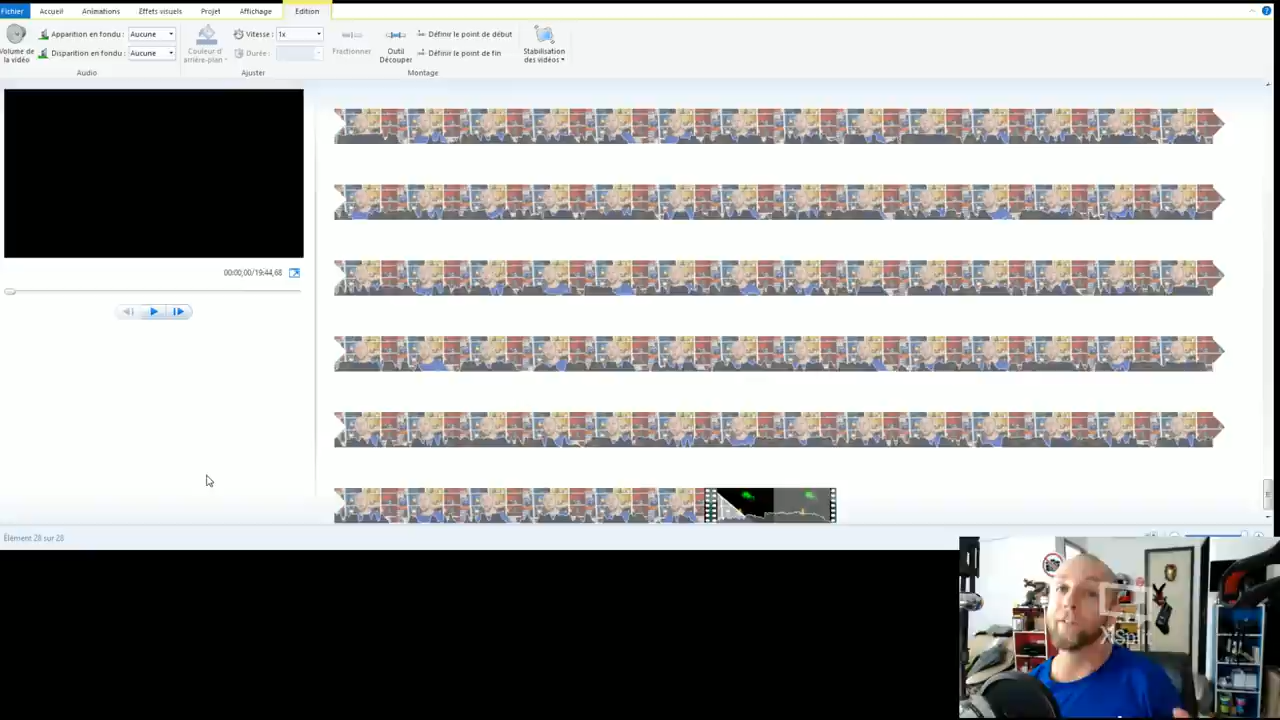 Fichier Accueil Animations Effets visuels Projet Affichage Edition
Volume de la vidéo
Apparition en fondu : Aucune
Disparition en fondu : Aucune
Audio
Couleur d'arrière-plan
Vitesse : 1x
Durée :
Ajuster
Fractionner
Outil Découper
Définir le point de début
Définir le point de fin
Montage
Stabilisation des vidéos
00:00,00/19:44,68
Élément 28 sur 28
XSplit